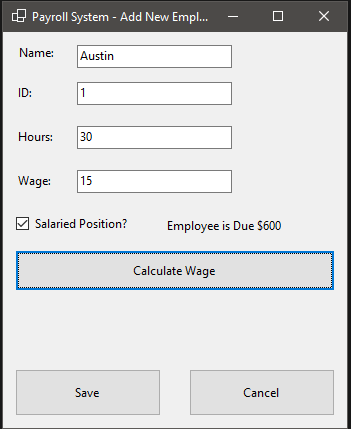 Payroll System - Add New Empl...
Name: Austin
ID: 1
Hours: 30
Wage: 15
Salaried Position? Employee is Due $600
Calculate Wage
Save Cancel